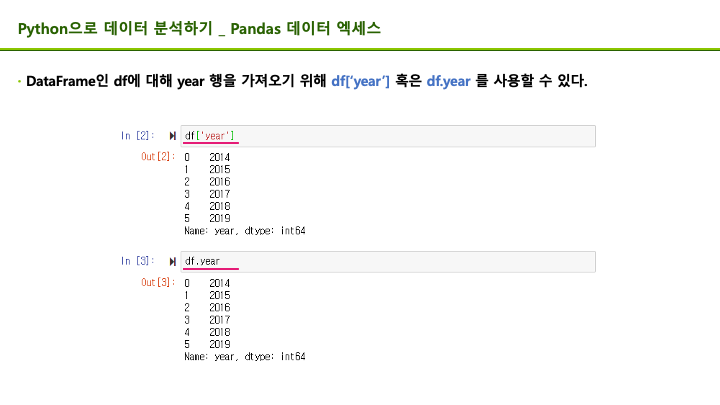 Python으로 데이터 분석하기 _ Pandas 데이터 엑세스
· DataFrame인 df에 대해 year 행을 가져오기 위해 df['year'] 혹은 df.year 를 사용할 수 있다.
In [2]: df['year']
Out[2]: 0 2014
1 2015
2 2016
3 2017
4 2018
5 2019
Name: year, dtype: int64
In [3]: df.year
Out[3]: 0 2014
1 2015
2 2016
3 2017
4 2018
5 2019
Name: year, dtype: int64